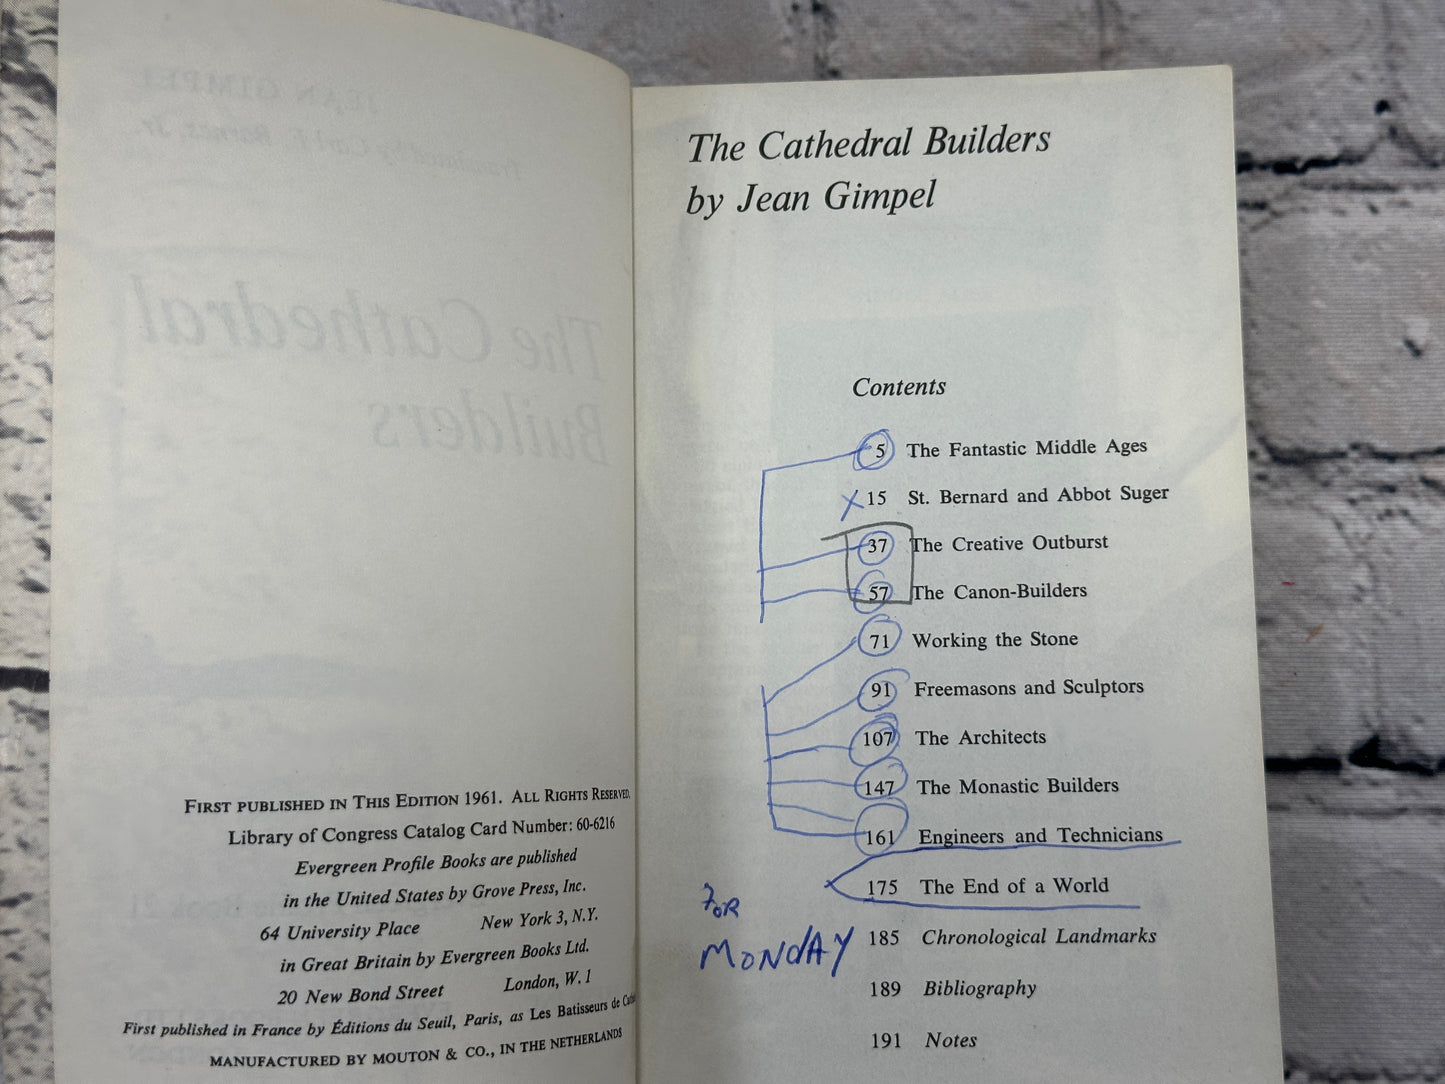 First published in This Edition 1961. All Rights Reserved.
Library of Congress Catalog Card Number: 60-6216
Evergreen Profile Books are published
in the United States by Grove Press, Inc.
64 University Place New York 3, N.Y.
in Great Britain by Evergreen Books Ltd.
20 New Bond Street London, W. 1
First published in France by Éditions du Seuil, Paris, as Les Batisseurs de
MANUFACTURED BY MOUTON & CO., IN THE NETHERLANDS
The Cathedral Builders
by Jean Gimpel
Contents
5 The Fantastic Middle Ages
X 15 St. Bernard and Abbot Suger
37 The Creative Outburst
57 The Canon-Builders
71 Working the Stone
91 Freemasons and Sculptors
107 The Architects
147 The Monastic Builders
161 Engineers and Technicians
175 The End of a World
FOR
MONDAY
185 Chronological Landmarks
189 Bibliography
191 Notes